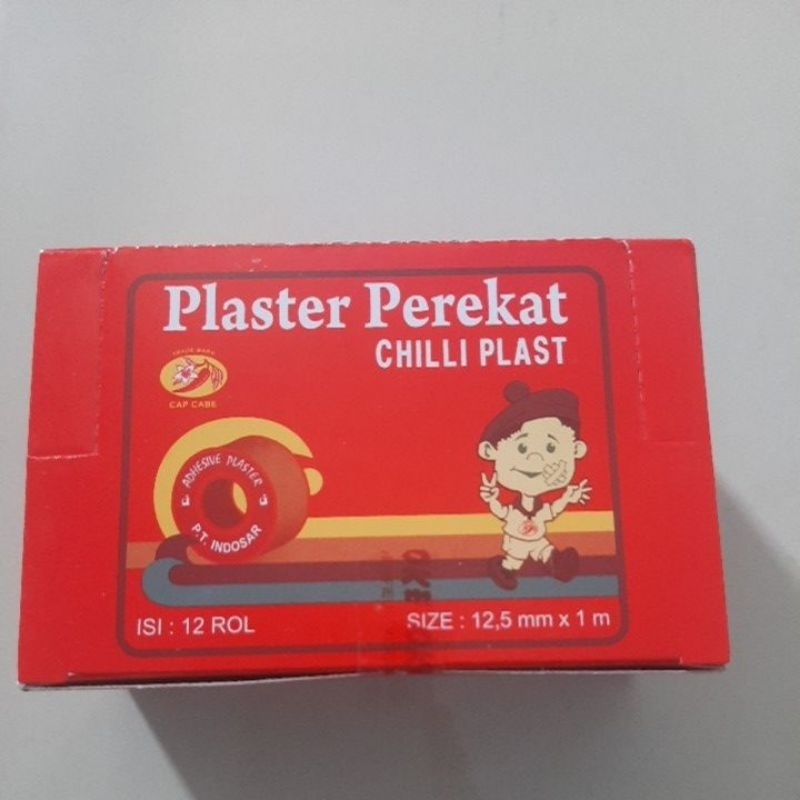 Plaster Perekat
CHILLI PLAST
TRADE MARK
CAP CABE
ADHESIVE PLASTER
P.T. INDOSAR
ISI : 12 ROL
SIZE : 12,5 mm x 1 m